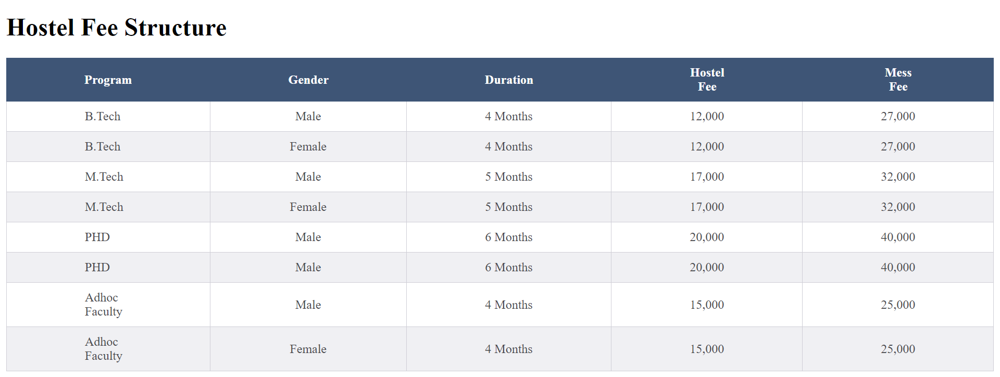 Hostel Fee Structure
Program Gender Duration Hostel Fee Mess Fee
B.Tech Male 4 Months 12,000 27,000
B.Tech Female 4 Months 12,000 27,000
M.Tech Male 5 Months 17,000 32,000
M.Tech Female 5 Months 17,000 32,000
PHD Male 6 Months 20,000 40,000
PHD Male 6 Months 20,000 40,000
Adhoc Faculty Male 4 Months 15,000 25,000
Adhoc Faculty Female 4 Months 15,000 25,000